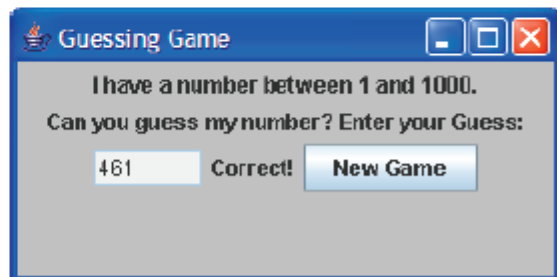 Guessing Game
I have a number between 1 and 1000.
Can you guess my number? Enter your Guess:
461 Correct! New Game